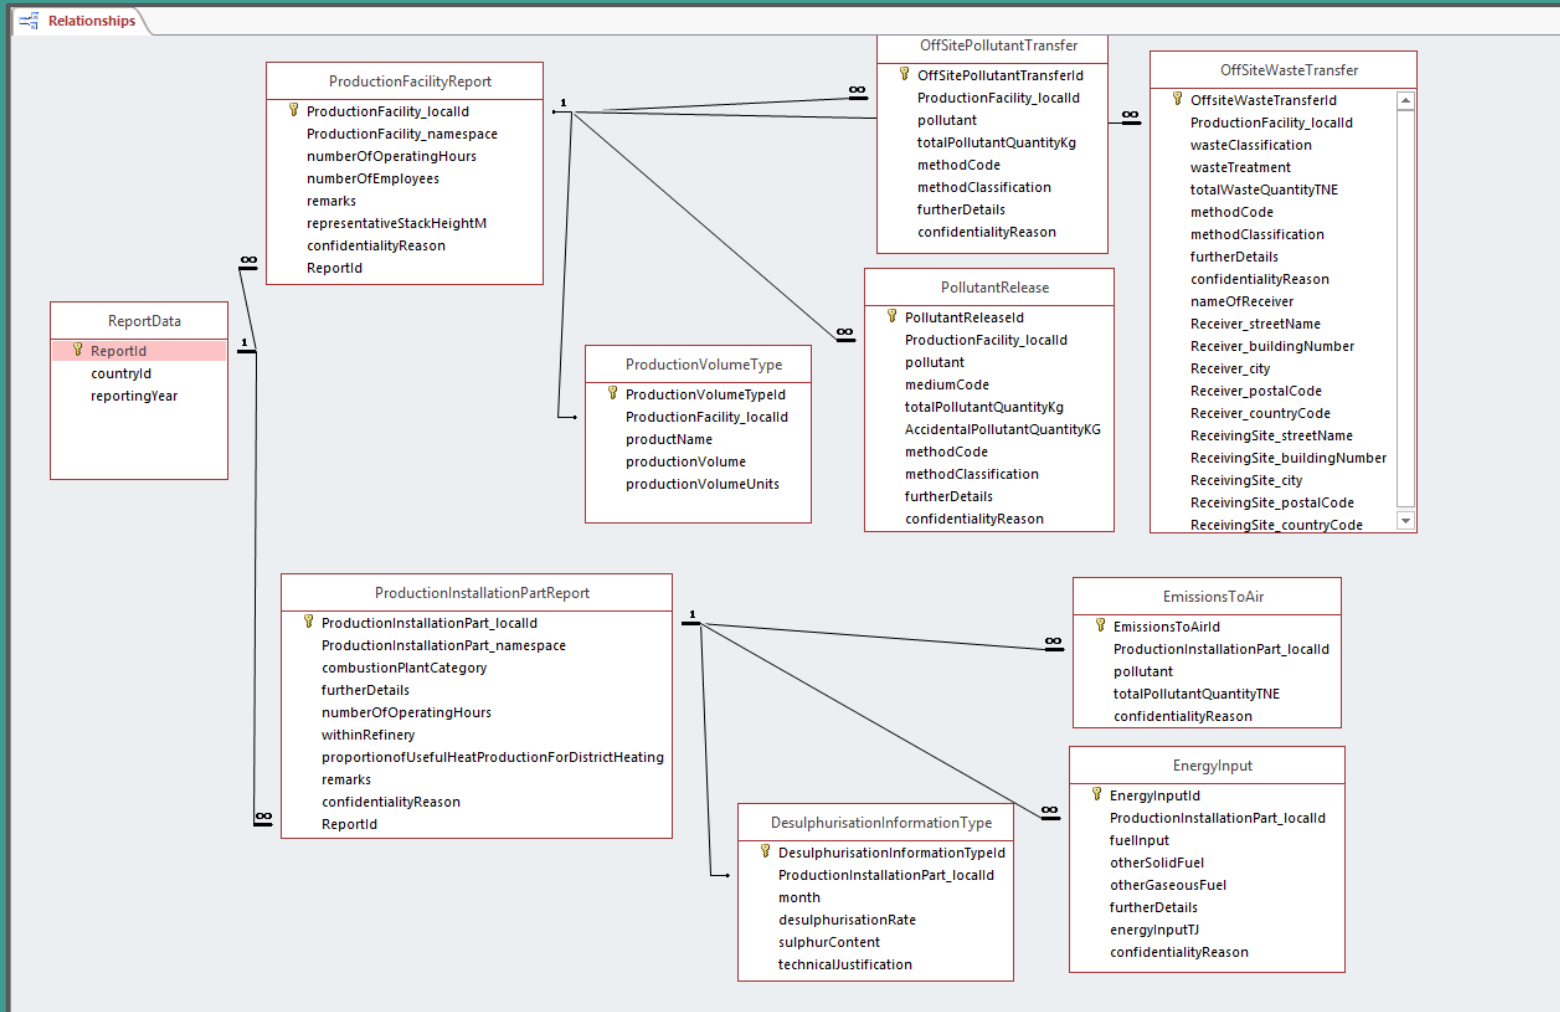 Relationships
ProductionFacilityReport
ProductionFacility_localId
ProductionFacility_namespace
numberOfOperatingHours
numberOfEmployees
remarks
representativeStackHeightM
confidentialityReason
ReportId
OffSitePollutantTransfer
OffSitePollutantTransferId
ProductionFacility_localId
pollutant
totalPollutantQuantityKg
methodCode
methodClassification
furtherDetails
confidentialityReason
OffSiteWasteTransfer
OffsiteWasteTransferId
ProductionFacility_localId
wasteClassification
wasteTreatment
totalWasteQuantityTNE
methodCode
methodClassification
furtherDetails
confidentialityReason
nameOfReceiver
Receiver_streetName
Receiver_buildingNumber
Receiver_city
Receiver_postalCode
Receiver_countryCode
ReceivingSite_streetName
ReceivingSite_buildingNumber
ReceivingSite_city
ReceivingSite_postalCode
ReceivingSite_countryCode
1
∞
∞
∞
∞
1
ReportData
ReportId
countryId
reportingYear
PollutantRelease
PollutantReleaseId
ProductionFacility_localId
pollutant
mediumCode
totalPollutantQuantityKg
AccidentalPollutantQuantityKG
methodCode
methodClassification
furtherDetails
confidentialityReason
ProductionVolumeType
ProductionVolumeTypeId
ProductionFacility_localId
productName
productionVolume
productionVolumeUnits
ProductionInstallationPartReport
ProductionInstallationPart_localId
ProductionInstallationPart_namespace
combustionPlantCategory
furtherDetails
numberOfOperatingHours
withinRefinery
proportionofUsefulHeatProductionForDistrictHeating
remarks
confidentialityReason
ReportId
∞
1
∞
∞
EmissionsToAir
EmissionsToAirId
ProductionInstallationPart_localId
pollutant
totalPollutantQuantityTNE
confidentialityReason
EnergyInput
EnergyInputId
ProductionInstallationPart_localId
fuelInput
otherSolidFuel
otherGaseousFuel
furtherDetails
energyInputTJ
confidentialityReason
DesulphurisationInformationType
DesulphurisationInformationTypeId
ProductionInstallationPart_localId
month
desulphurisationRate
sulphurContent
technicalJustification